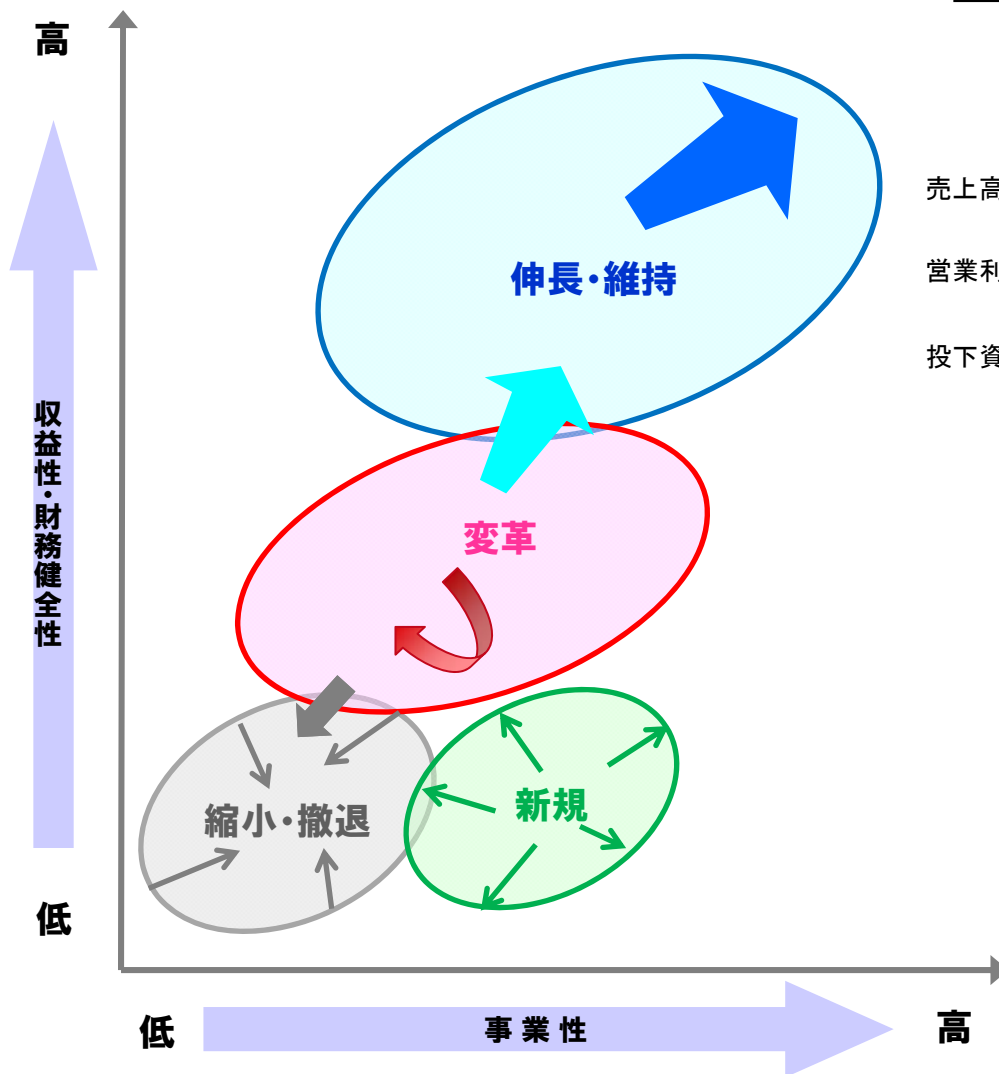 高
売上高
伸長・維持
営業利
投下資
収益性・財務健全性
変革
縮小・撤退
新規
低
低
事業性
高